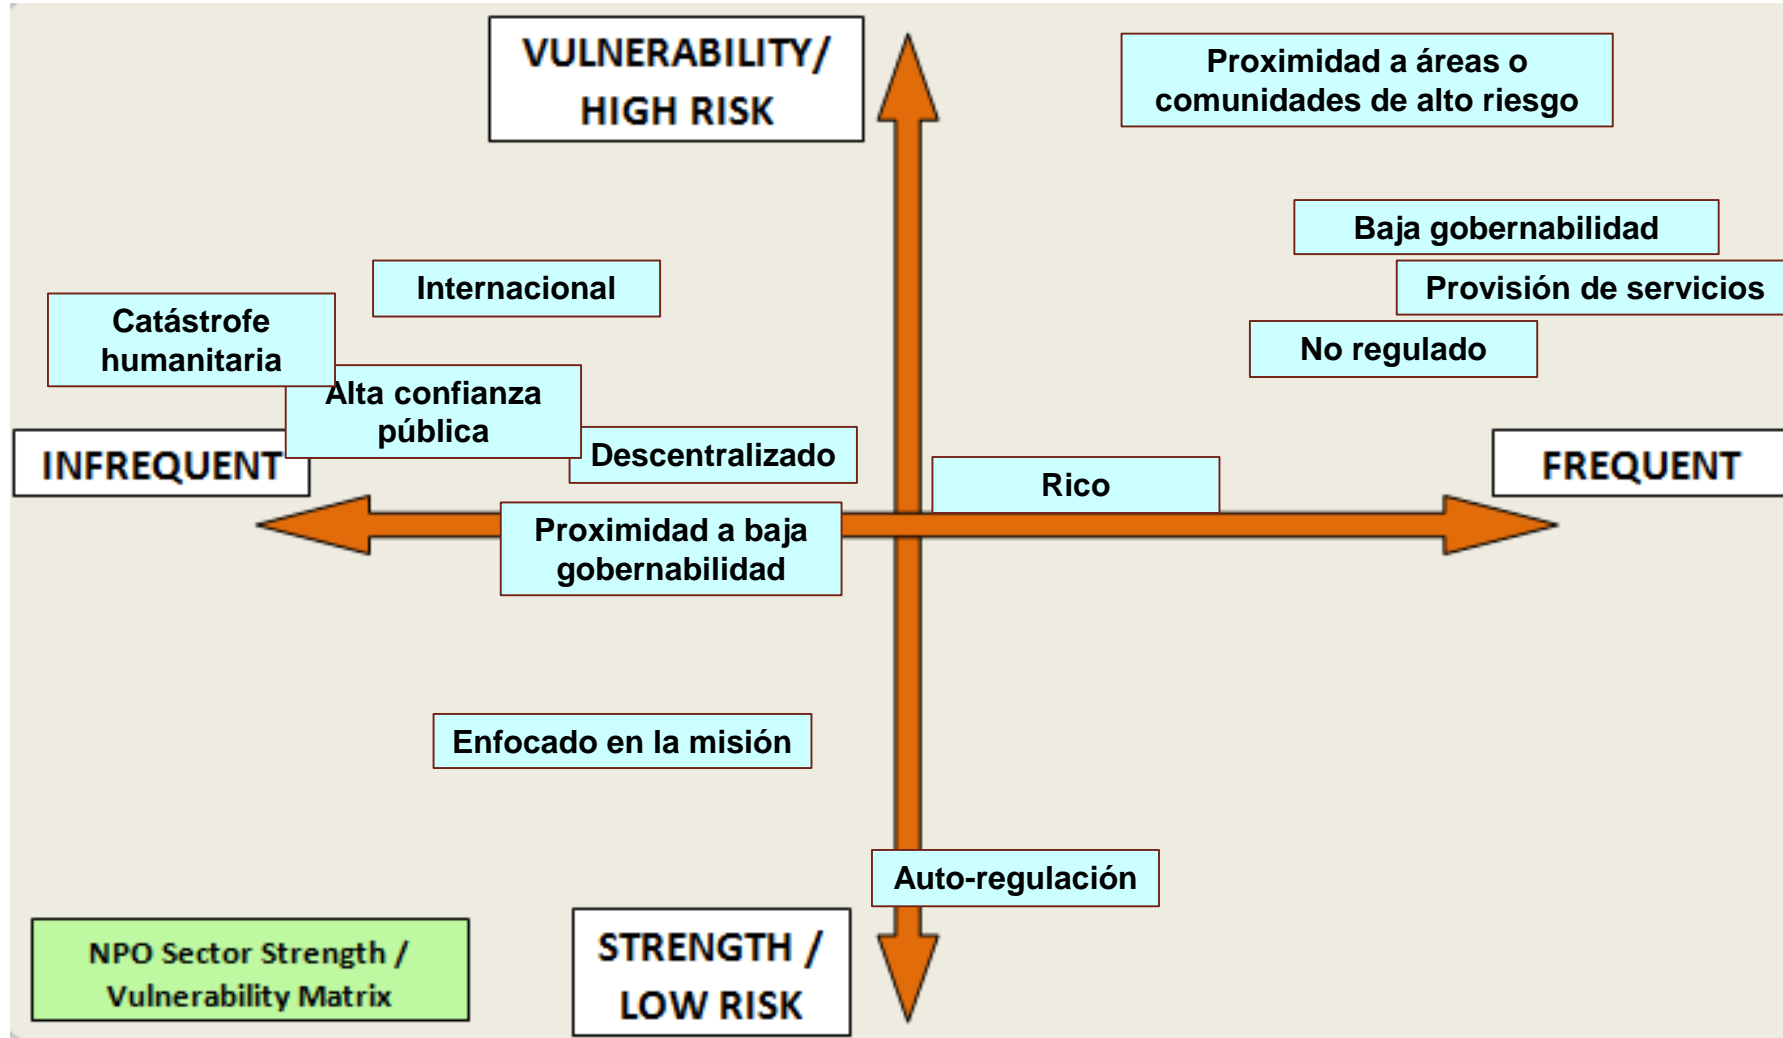 VULNERABILITY/
HIGH RISK
Proximidad a áreas o
comunidades de alto riesgo
Baja gobernabilidad
Internacional
Provisión de servicios
Catástrofe
humanitaria
No regulado
Alta confianza
pública
Descentralizado
INFREQUENT
FREQUENT
Rico
Proximidad a baja
gobernabilidad
Enfocado en la misión
Auto-regulación
NPO Sector Strength /
Vulnerability Matrix
STRENGTH /
LOW RISK